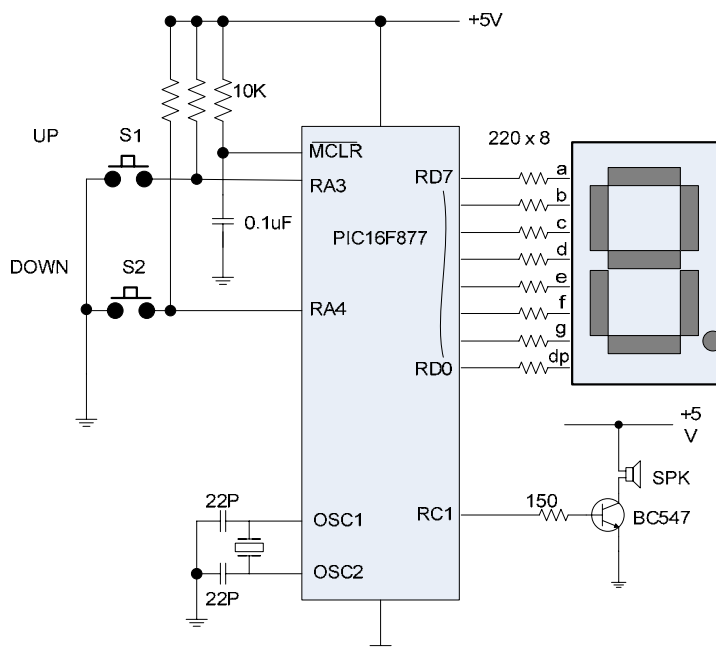 +5V
10K
220 x 8
UP
S1
MCLR
RA3
RD7
a
b
c
d
e
f
g
dp
0.1uF
PIC16F877
DOWN
S2
RA4
RD0
+5
V
SPK
22P
OSC1
RC1
150
BC547
OSC2
22P